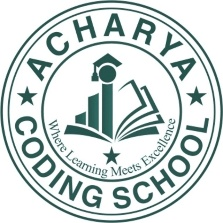 ACHARYA
Where Learning Meets Excellence
CODING SCHOOL